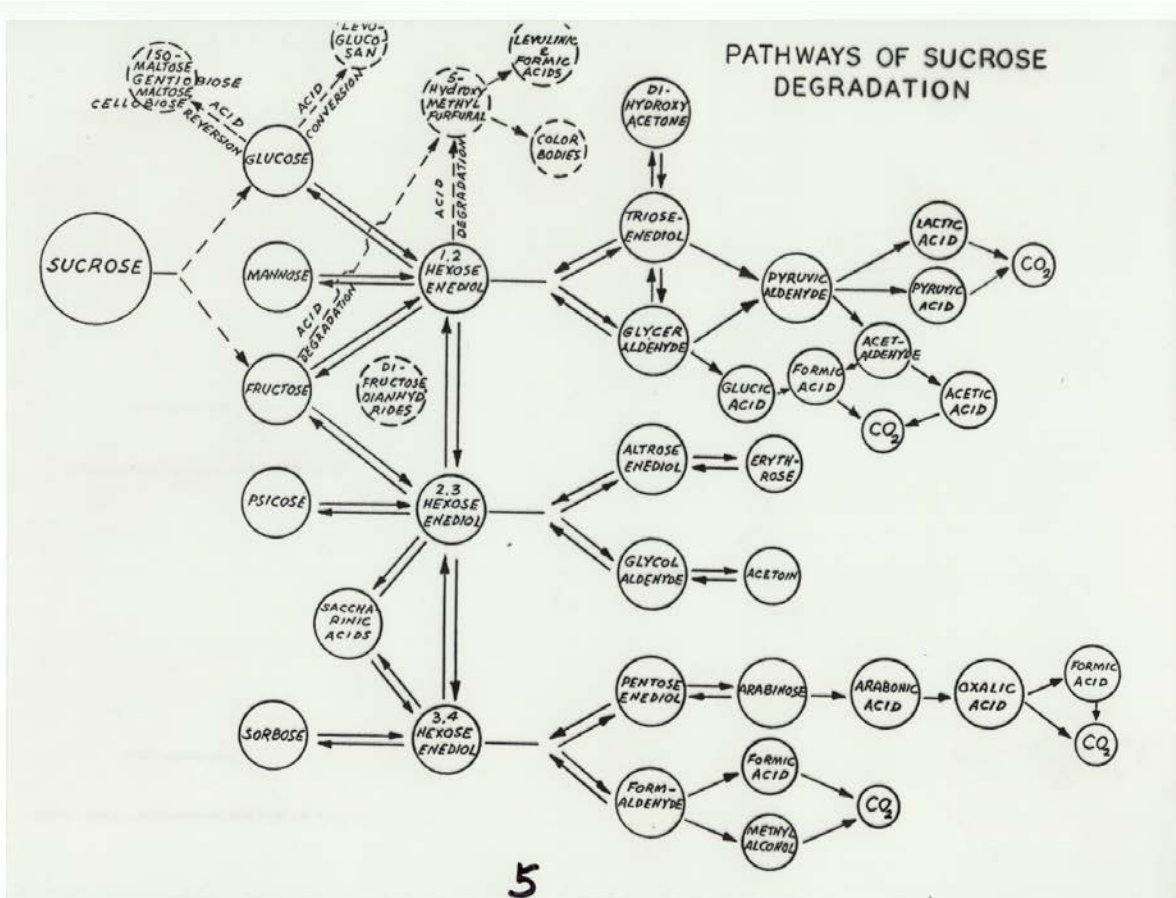 PATHWAYS OF SUCROSE
DEGRADATION
ISO-
MALTOSE
GENTIOBIOSE
MALTOSE
CELLOBIOSE
LEVU-
GLUCO-
SAN
ACID
REVERSION
ACID
CONVERSION
5-
HYDROXY
METHYL
FURFURAL
LEVULINIC
&
FORMIC
ACIDS
COLOR
BODIES
DI-
HYDROXY
ACETONE
GLUCOSE
ACID
DEGRADATION
SUCROSE
MANNOSE
1.2
HEXOSE
ENEDIOL
TRIOSE-
ENEDIOL
PYRUVIC
ALDEHYDE
LACTIC
ACID
PYRUVIC
ACID
CO2
ACID
DEGRADATION
GLYCER
ALDEHYDE
ACET-
ALDEHYDE
FRUCTOSE
DI-
FRUCTOSE
DIANHYD
RIDES
GLUCIC
ACID
FORMIC
ACID
ACETIC
ACID
CO2
PSICOSE
2.3
HEXOSE
ENEDIOL
ALTROSE
ENEDIOL
ERYTH-
ROSE
GLYCOL
ALDEHYDE
ACETOIN
SACCHA-
RINIC
ACIDS
SORBOSE
3.4
HEXOSE
ENEDIOL
PENTOSE
ENEDIOL
ARABINOSE
ARABONIC
ACID
OXALIC
ACID
FORMIC
ACID
CO2
FORM-
ALDEHYDE
FORMIC
ACID
METHYL
ALCOHOL
CO2
5